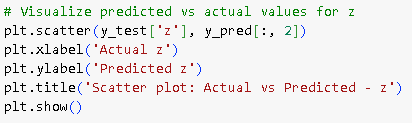 # Visualize predicted vs actual values for z
plt.scatter(y_test['z'], y_pred[:, 2])
plt.xlabel('Actual z')
plt.ylabel('Predicted z')
plt.title('Scatter plot: Actual vs Predicted - z')
plt.show()